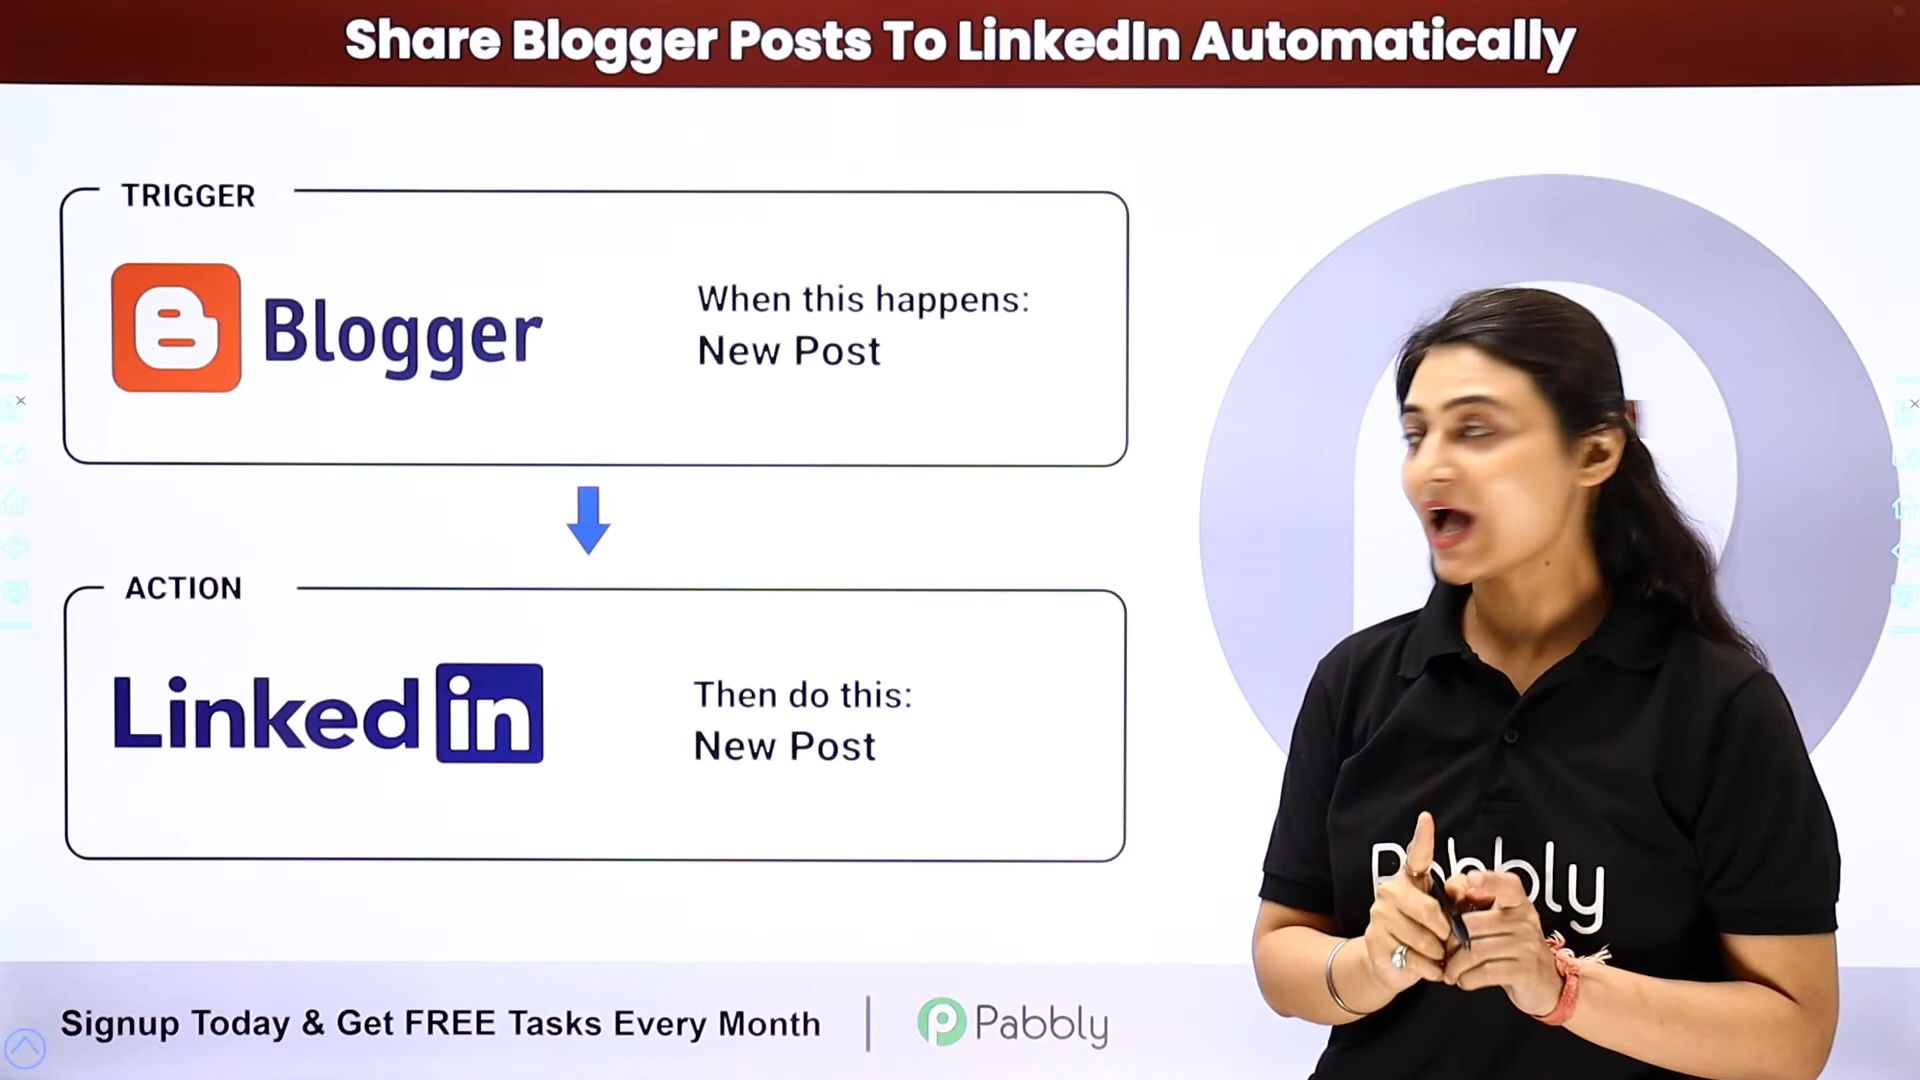 Share Blogger Posts To LinkedIn Automatically
TRIGGER
Blogger
When this happens:
New Post
ACTION
Linked in
Then do this:
New Post
Pabbly
Signup Today & Get FREE Tasks Every Month
Pabbly